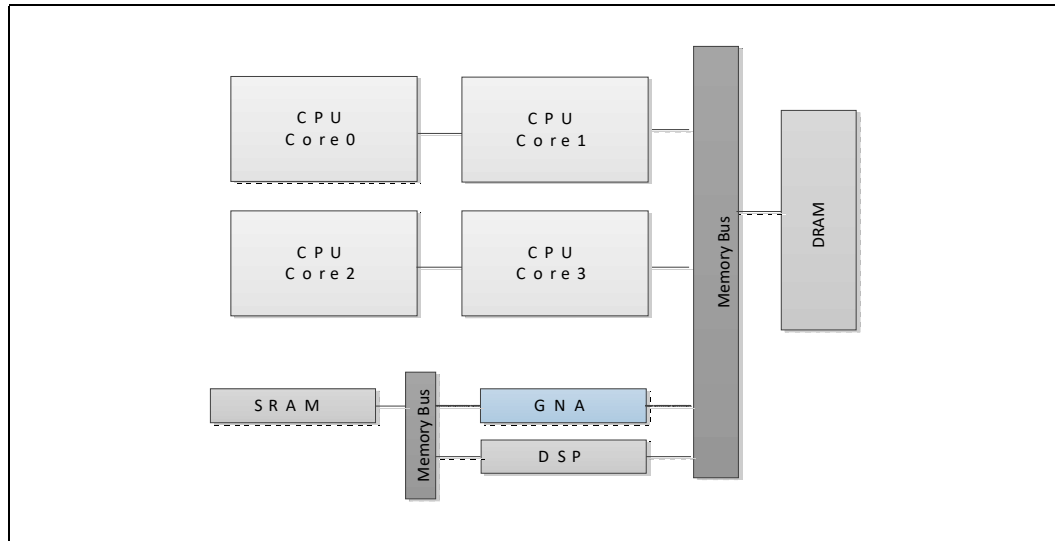 CPU
Core0
CPU
Core1
CPU
Core2
CPU
Core3
Memory Bus
DRAM
SRAM
Memory Bus
GNA
DSP